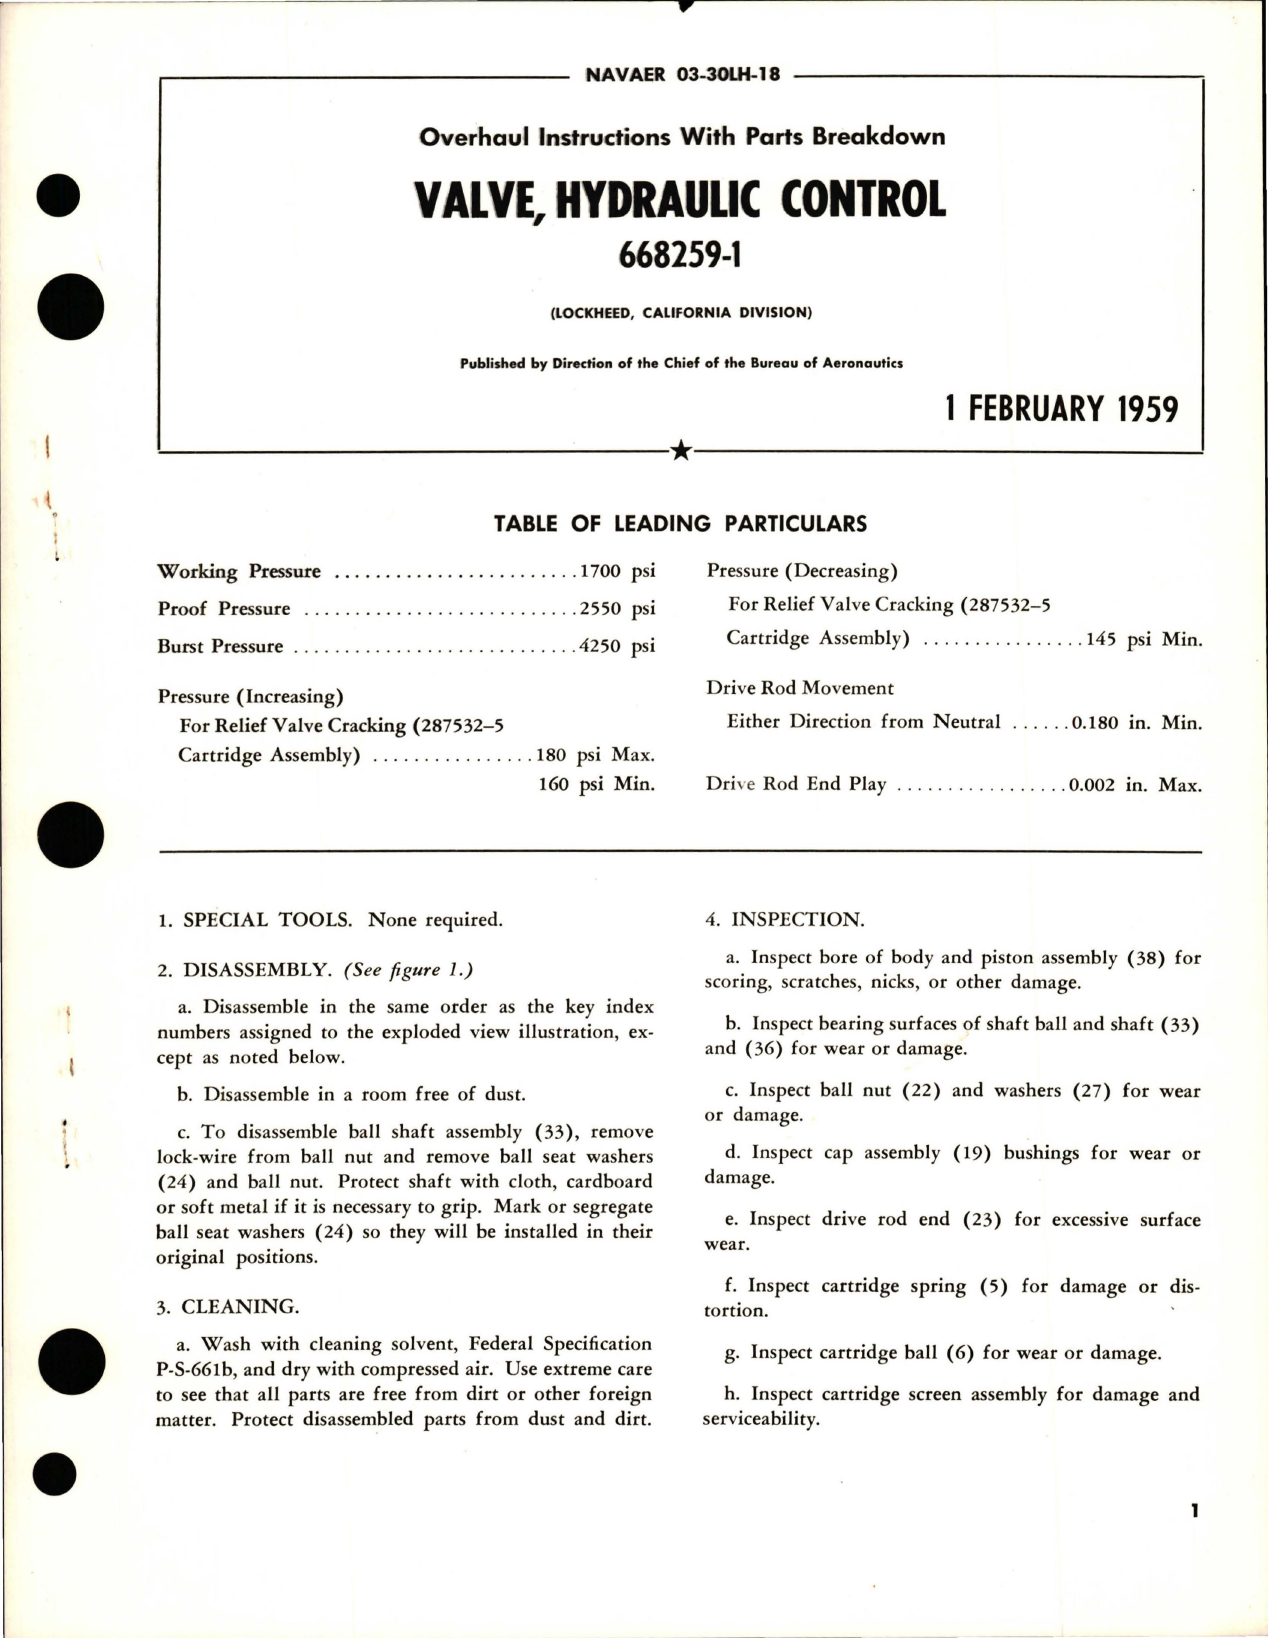 NAVAER 03-30LH-18
Overhaul Instructions With Parts Breakdown
VALVE, HYDRAULIC CONTROL
668259-1
(LOCKHEED, CALIFORNIA DIVISION)
Published by Direction of the Chief of the Bureau of Aeronautics
1 FEBRUARY 1959
TABLE OF LEADING PARTICULARS
Working Pressure ........................1700 psi
Proof Pressure ...........................2550 psi
Burst Pressure ............................4250 psi
Pressure (Increasing)
For Relief Valve Cracking (287532–5
Cartridge Assembly) ................180 psi Max.
160 psi Min.
Pressure (Decreasing)
For Relief Valve Cracking (287532–5
Cartridge Assembly) ................145 psi Min.
Drive Rod Movement
Either Direction from Neutral ......0.180 in. Min.
Drive Rod End Play .................0.002 in. Max.
1. SPECIAL TOOLS. None required.
2. DISASSEMBLY. (See figure 1.)
a. Disassemble in the same order as the key index
numbers assigned to the exploded view illustration, ex-
cept as noted below.
b. Disassemble in a room free of dust.
c. To disassemble ball shaft assembly (33), remove
lock-wire from ball nut and remove ball seat washers
(24) and ball nut. Protect shaft with cloth, cardboard
or soft metal if it is necessary to grip. Mark or segregate
ball seat washers (24) so they will be installed in their
original positions.
3. CLEANING.
a. Wash with cleaning solvent, Federal Specification
P-S-661b, and dry with compressed air. Use extreme care
to see that all parts are free from dirt or other foreign
matter. Protect disassembled parts from dust and dirt.
4. INSPECTION.
a. Inspect bore of body and piston assembly (38) for
scoring, scratches, nicks, or other damage.
b. Inspect bearing surfaces of shaft ball and shaft (33)
and (36) for wear or damage.
c. Inspect ball nut (22) and washers (27) for wear
or damage.
d. Inspect cap assembly (19) bushings for wear or
damage.
e. Inspect drive rod end (23) for excessive surface
wear.
f. Inspect cartridge spring (5) for damage or dis-
tortion.
g. Inspect cartridge ball (6) for wear or damage.
h. Inspect cartridge screen assembly for damage and
serviceability.
1